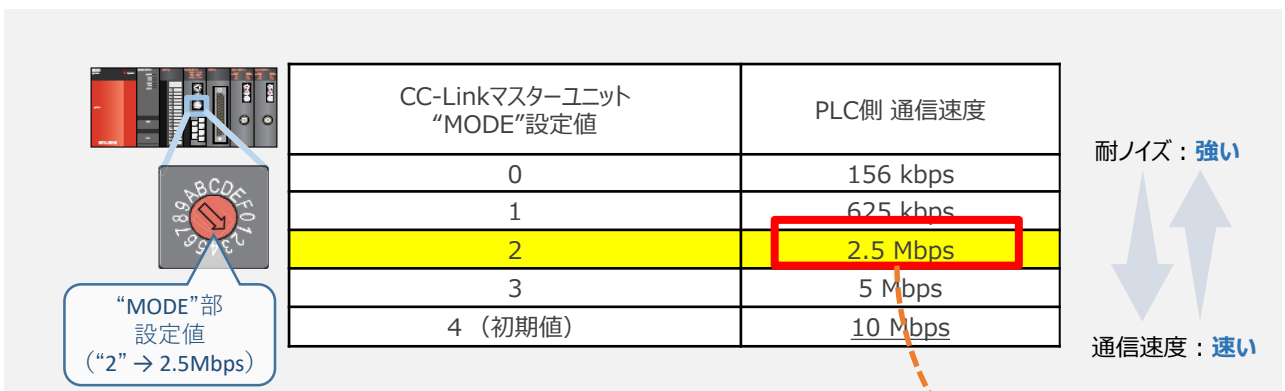 CC-Linkマスターユニット
“MODE”設定値
PLC側 通信速度
0
156 kbps
1
625 kbps
2
2.5 Mbps
3
5 Mbps
4 （初期値）
10 Mbps
耐ノイズ：強い
通信速度：速い
789ABCDEF0123456
“MODE”部
設定値
（“2” → 2.5Mbps）